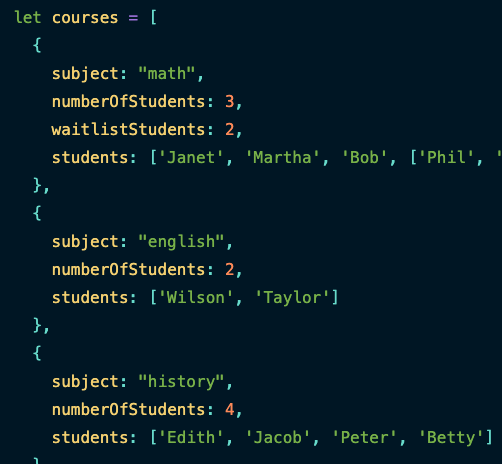 let courses = [
{
subject: "math",
numberOfStudents: 3,
waitlistStudents: 2,
students: ['Janet', 'Martha', 'Bob', ['Phil', '
},
{
subject: "english",
numberOfStudents: 2,
students: ['Wilson', 'Taylor']
},
{
subject: "history",
numberOfStudents: 4,
students: ['Edith', 'Jacob', 'Peter', 'Betty']
}